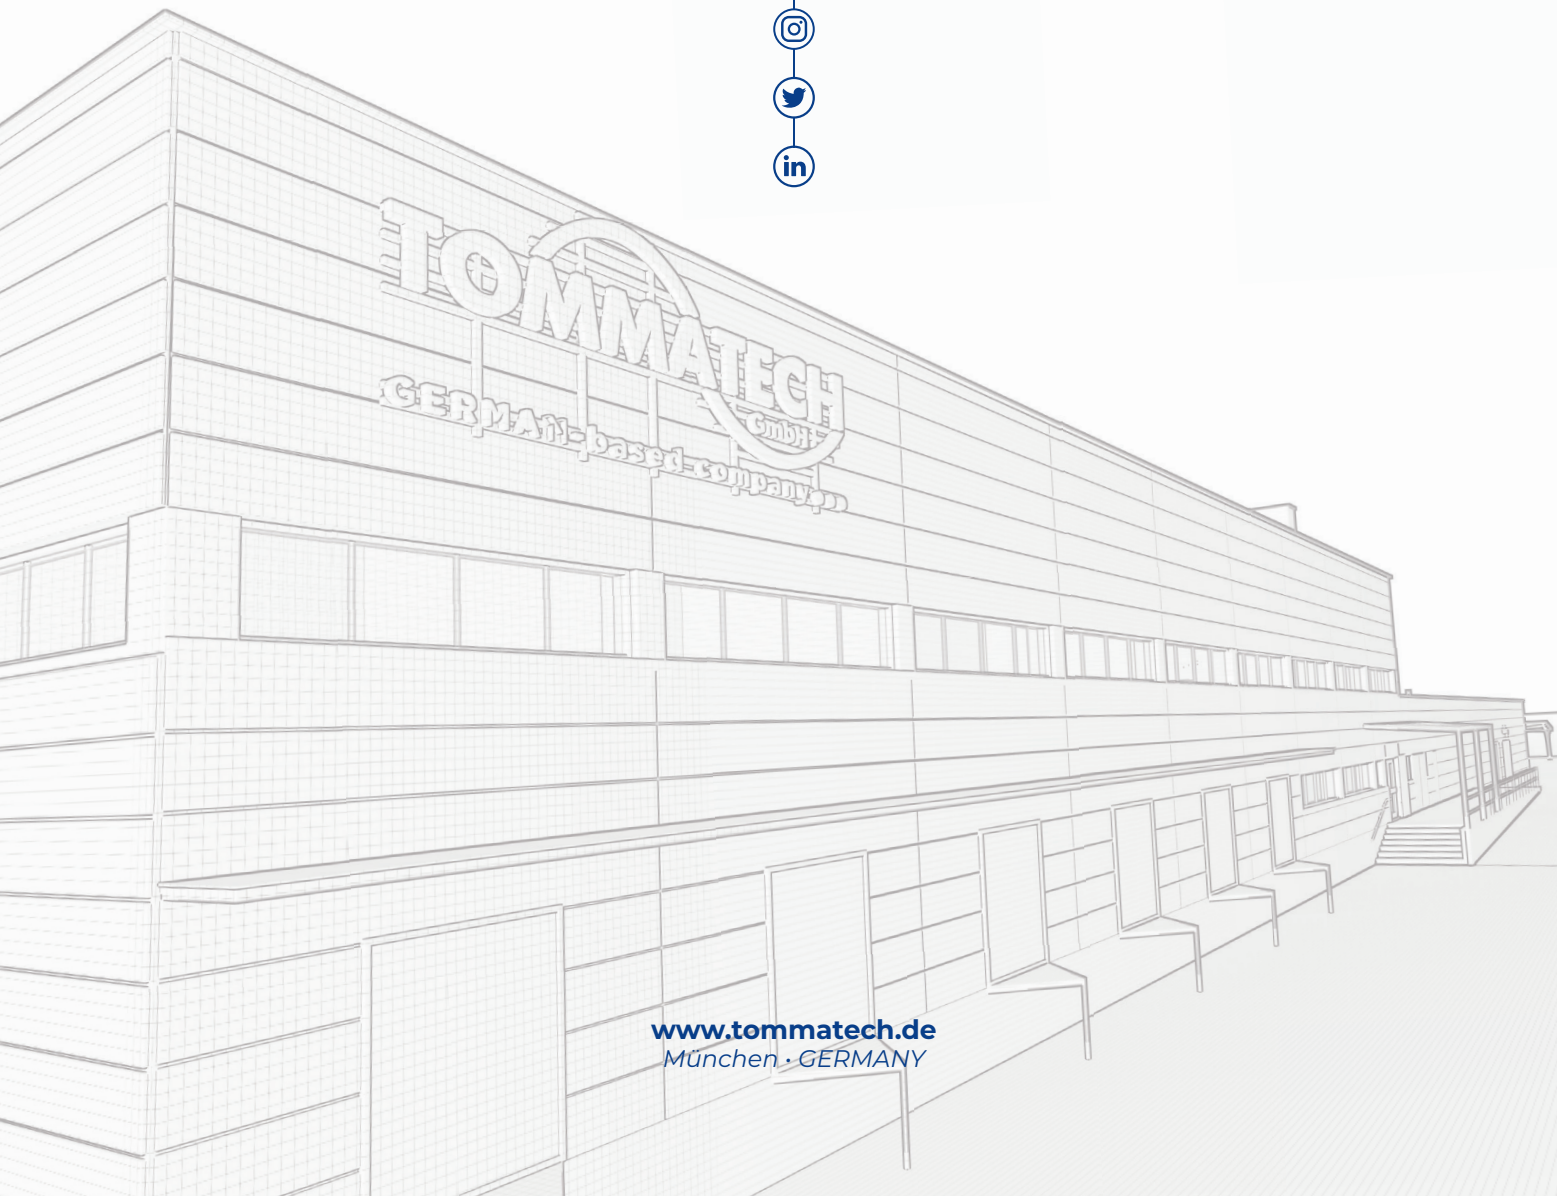 TOMMATECH
GmbH
GERMAN-based company
www.tommatech.de
München · GERMANY